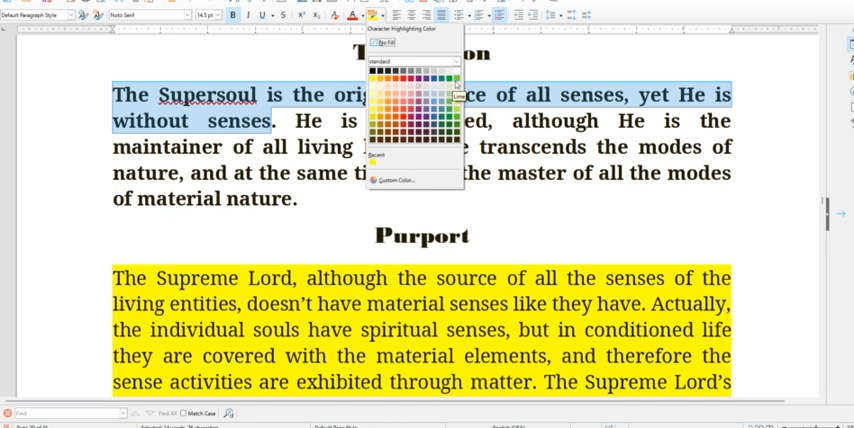 Default Paragraph Style Noto Serif 14.5 pt B I U S X² X₂ A A
Character Highlighting Color
No Fill
standard
Lime
Recent
Custom Color...
T on
The Supersoul is the orig ce of all senses, yet He is
without senses. He is ed, although He is the
maintainer of all living e transcends the modes of
nature, and at the same ti the master of all the modes
of material nature.
Purport
The Supreme Lord, although the source of all the senses of the
living entities, doesn’t have material senses like they have. Actually,
the individual souls have spiritual senses, but in conditioned life
they are covered with the material elements, and therefore the
sense activities are exhibited through matter. The Supreme Lord’s
Find Find All Match Case